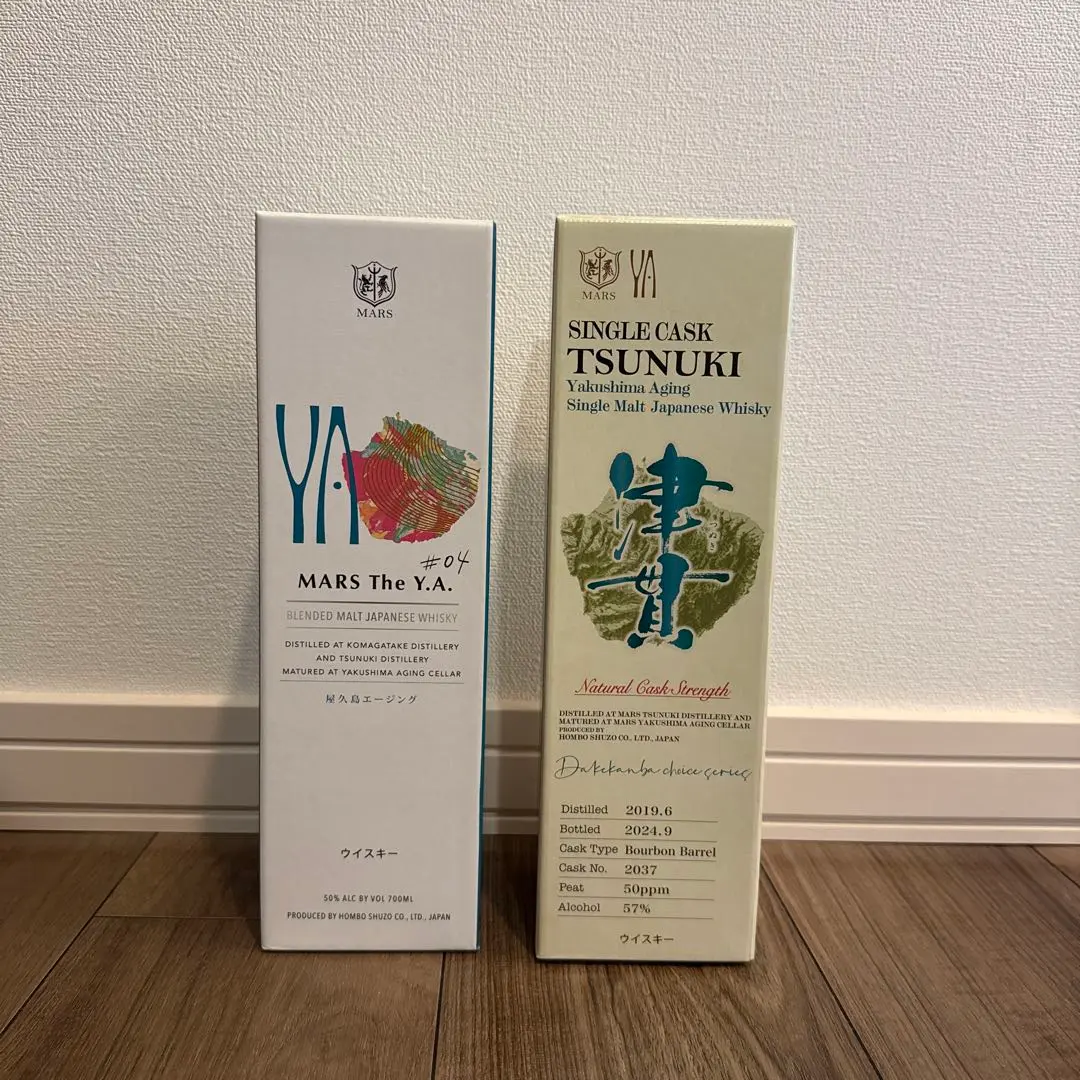 MARS
YA
#04
MARS The Y.A.
BLENDED MALT JAPANESE WHISKY
DISTILLED AT KOMAGATAKE DISTILLERY
AND TSUNUKI DISTILLERY
MATURED AT YAKUSHIMA AGING CELLAR
屋久島エージング
ウイスキー
50% ALC BY VOL 700ML
PRODUCED BY HOMBO SHUZO CO., LTD., JAPAN
MARS YA
SINGLE CASK
TSUNUKI
Yakushima Aging
Single Malt Japanese Whisky
津貫
つぬき
Natural Cask Strength
DISTILLED AT MARS TSUNUKI DISTILLERY AND
MATURED AT MARS YAKUSHIMA AGING CELLAR
PRODUCED BY
HOMBO SHUZO CO., LTD., JAPAN
Dakekanba choice series
Distilled 2019.6
Bottled 2024.9
Cask Type Bourbon Barrel
Cask No. 2037
Peat 50ppm
Alcohol 57%
ウイスキー